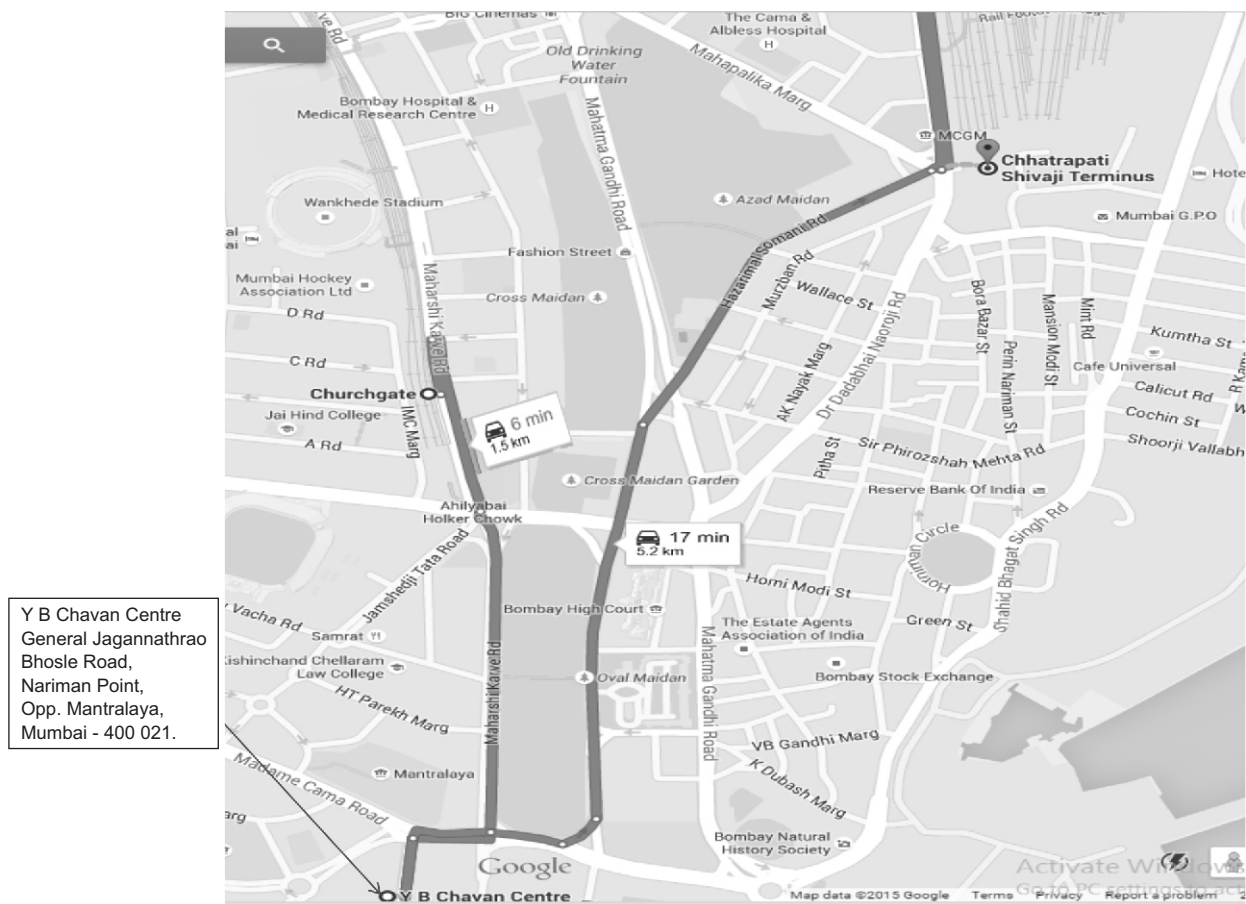 BIG Cinemas
The Cama &
Albless Hospital
Rail
Old Drinking
Water
Fountain
Mahapalika Marg
Bombay Hospital &
Medical Research Centre
Mahatma Gandhi Road
MCGM
Chhatrapati
Shivaji Terminus
Wankhede Stadium
Azad Maidan
Mumbai G.P.O
Fashion Street
Hazarimal Somani Rd
Murzban Rd
Mumbai Hockey
Association Ltd
Maharshi Karve Rd
Cross Maidan
Wallace St
Bora Bazar St
Mansion Modi St
Mint Rd
D Rd
Kumtha St
Dr Dadabhai Naoroji Rd
Perin Nariman St
C Rd
Cafe Universal
Churchgate
AK Nayak Marg
Calicut Rd
Jai Hind College
IMC Marg
6 min
1.5 km
Cochin St
A Rd
Pitha St
Sir Phirozshah Mehta Rd
Shoorji Vallabh
Cross Maidan Garden
Reserve Bank Of India
Ahilyabai
Holker Chowk
17 min
5.2 km
Horniman Circle
Shahid Bhagat Singh Rd
Jamshedji Tata Road
Homi Modi St
Y B Chavan Centre
General Jagannathrao
Bhosle Road,
Nariman Point,
Opp. Mantralaya,
Mumbai - 400 021.
Vacha Rd
Bombay High Court
Samrat
The Estate Agents
Association of India
Green St
Kishinchand Chellaram
Law College
Maharshi Karve Rd
Oval Maidan
Mahatma Gandhi Road
Bombay Stock Exchange
HT Parekh Marg
VB Gandhi Marg
Mantralaya
K Dubash Marg
Madame Cama Road
Bombay Natural
History Society
Google
Activate Windows
Go to PC settings to act
Y B Chavan Centre
Map data ©2015 Google
Terms
Privacy
Report a problem